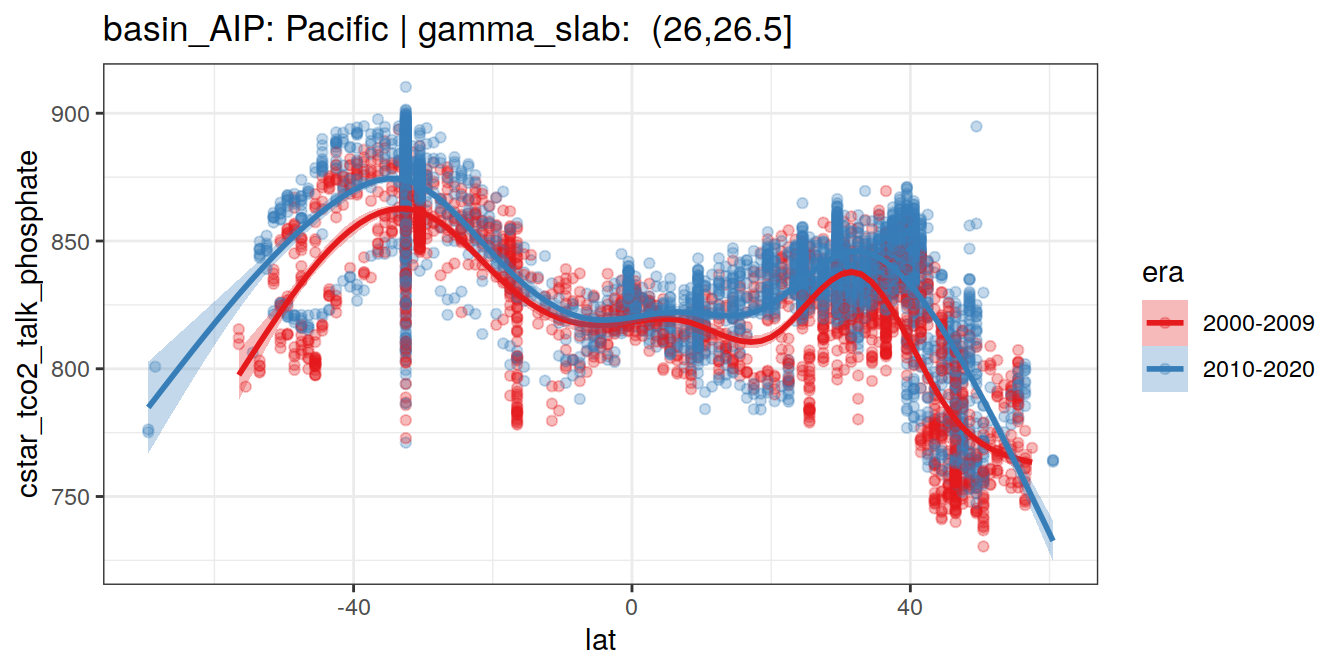 basin_AIP: Pacific | gamma_slab:  (26,26.5]
cstar_tco2_talk_phosphate
900
850
800
750
-40
0
40
lat
era
2000-2009
2010-2020